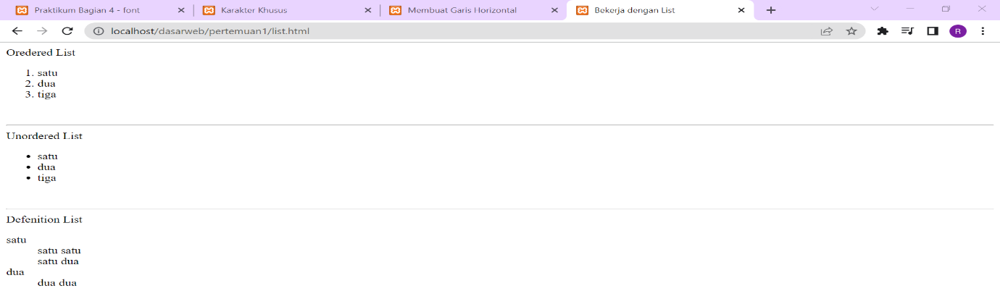 Praktikum Bagian 4 - font
Karakter Khusus
Membuat Garis Horizontal
Bekerja dengan List
localhost/dasarweb/pertemuan1/list.html
R
Oredered List
1. satu
2. dua
3. tiga
Unordered List
• satu
• dua
• tiga
Defenition List
satu
satu satu
satu dua
dua
dua dua